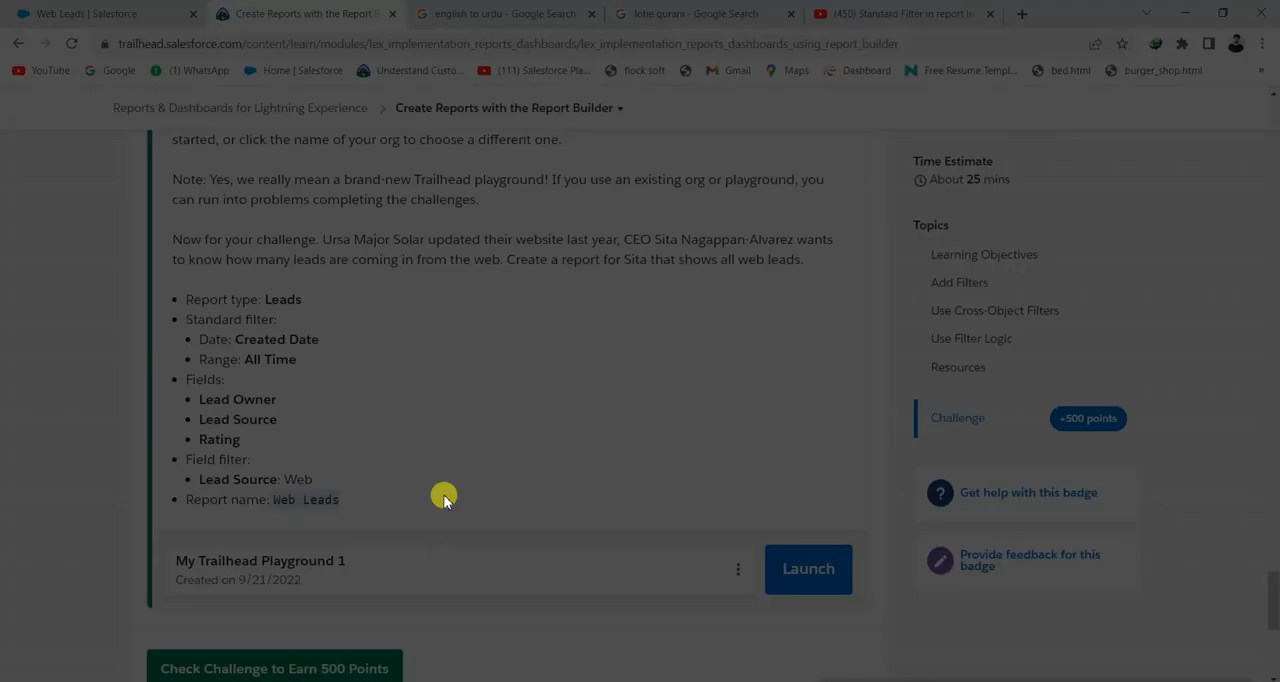 Web Leads | Salesforce
Create Reports with the Report B
english to urdu - Google Search
lohe qurani - Google Search
(450) Standard Filter in report in
trailhead.salesforce.com/content/learn/modules/lex_implementation_reports_dashboards/lex_implementation_reports_dashboards_using_report_builder
YouTube
Google
(1) WhatsApp
Home | Salesforce
Understand Custo...
(111) Salesforce Pla...
flock soft
Gmail
Maps
Dashboard
Free Resume Templ...
bed.html
burger_shop.html
»
Reports & Dashboards for Lightning Experience > Create Reports with the Report Builder
started, or click the name of your org to choose a different one.
Note: Yes, we really mean a brand-new Trailhead playground! If you use an existing org or playground, you
can run into problems completing the challenges.
Now for your challenge. Ursa Major Solar updated their website last year, CEO Sita Nagappan-Alvarez wants
to know how many leads are coming in from the web. Create a report for Sita that shows all web leads.
• Report type: Leads
• Standard filter:
• Date: Created Date
• Range: All Time
• Fields:
• Lead Owner
• Lead Source
• Rating
• Field filter:
• Lead Source: Web
• Report name: Web Leads
My Trailhead Playground 1
Created on 9/21/2022
Launch
Check Challenge to Earn 500 Points
Time Estimate
About 25 mins
Topics
Learning Objectives
Add Filters
Use Cross-Object Filters
Use Filter Logic
Resources
Challenge
+500 points
? Get help with this badge
Provide feedback for this
badge